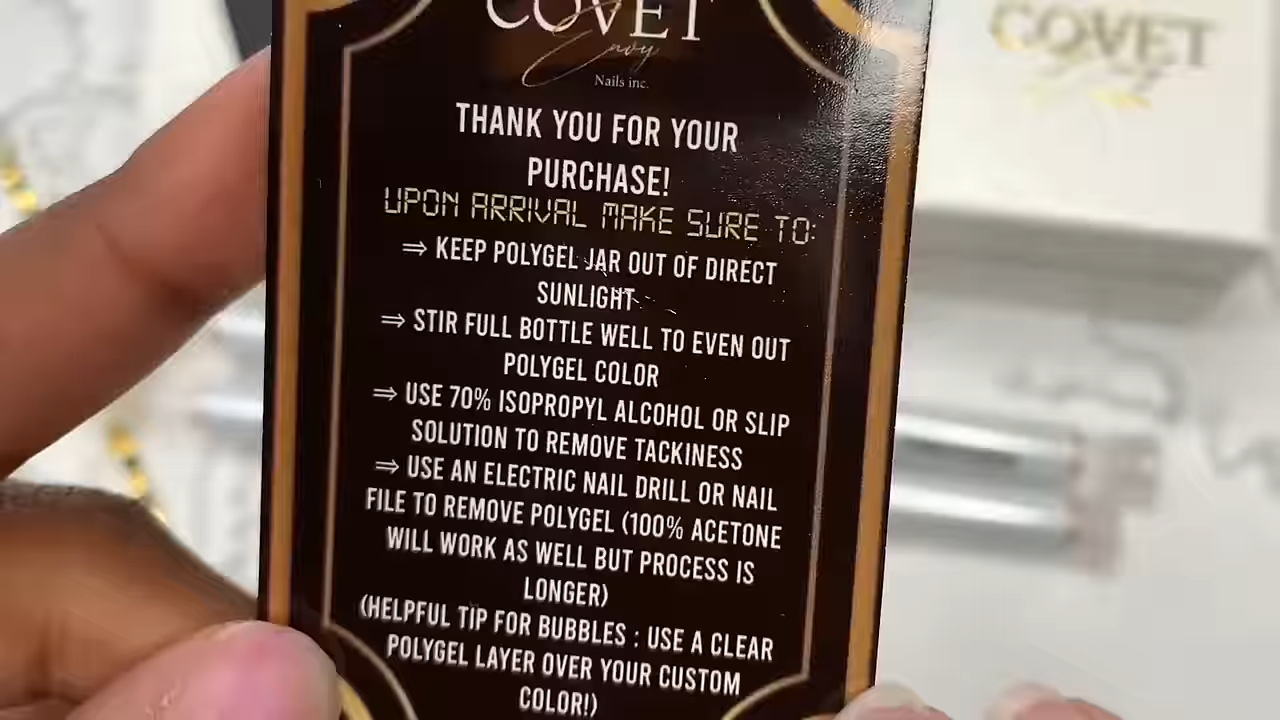 COVET
Envy
Nails inc.
THANK YOU FOR YOUR
PURCHASE!
UPON ARRIVAL MAKE SURE TO:
⇒ KEEP POLYGEL JAR OUT OF DIRECT
SUNLIGHT
⇒ STIR FULL BOTTLE WELL TO EVEN OUT
POLYGEL COLOR
⇒ USE 70% ISOPROPYL ALCOHOL OR SLIP
SOLUTION TO REMOVE TACKINESS
⇒ USE AN ELECTRIC NAIL DRILL OR NAIL
FILE TO REMOVE POLYGEL (100% ACETONE
WILL WORK AS WELL BUT PROCESS IS
LONGER)
(HELPFUL TIP FOR BUBBLES : USE A CLEAR
POLYGEL LAYER OVER YOUR CUSTOM
COLOR!)
COVET